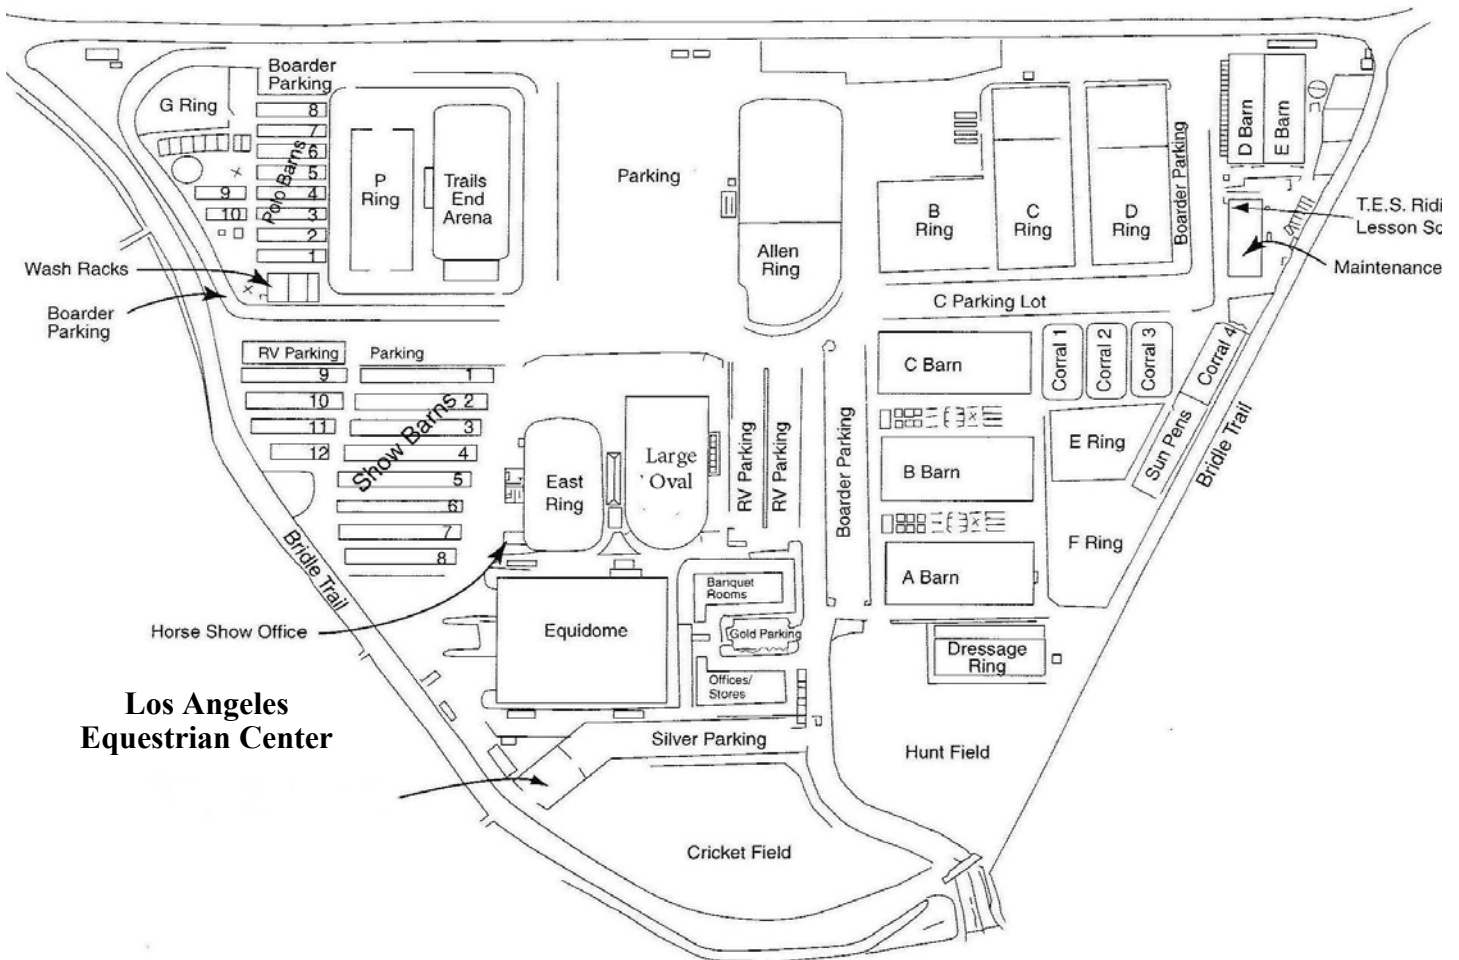 Boarder
Parking
G Ring
8
7
6
5
4
3
2
1
9
10
Polo Barns
P
Ring
Trails
End
Arena
Parking
Allen
Ring
B
Ring
C
Ring
D
Ring
Boarder Parking
D Barn
E Barn
T.E.S. Ridi
Lesson Sc
Maintenance
Wash Racks
Boarder
Parking
C Parking Lot
RV Parking
Parking
9
10
11
12
1
2
3
4
5
6
7
8
Show Barns
East
Ring
Large
Oval
RV Parking
RV Parking
Boarder Parking
C Barn
Corral 1
Corral 2
Corral 3
Corral 4
Sun Pens
Bridle Trail
E Ring
B Barn
F Ring
A Barn
Bridle Trail
Horse Show Office
Equidome
Banquet
Rooms
Gold Parking
Offices/
Stores
Dressage
Ring
Los Angeles
Equestrian Center
Silver Parking
Hunt Field
Cricket Field